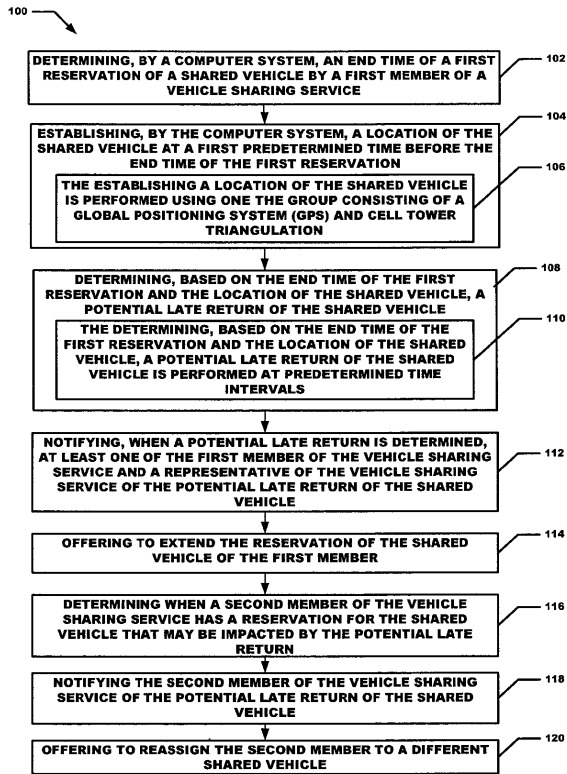 100
DETERMINING, BY A COMPUTER SYSTEM, AN END TIME OF A FIRST
RESERVATION OF A SHARED VEHICLE BY A FIRST MEMBER OF A
VEHICLE SHARING SERVICE
102
ESTABLISHING, BY THE COMPUTER SYSTEM, A LOCATION OF THE
SHARED VEHICLE AT A FIRST PREDETERMINED TIME BEFORE THE
END TIME OF THE FIRST RESERVATION
104
THE ESTABLISHING A LOCATION OF THE SHARED VEHICLE
IS PERFORMED USING ONE THE GROUP CONSISTING OF A
GLOBAL POSITIONING SYSTEM (GPS) AND CELL TOWER
TRIANGULATION
106
DETERMINING, BASED ON THE END TIME OF THE FIRST
RESERVATION AND THE LOCATION OF THE SHARED VEHICLE, A
POTENTIAL LATE RETURN OF THE SHARED VEHICLE
108
THE DETERMINING, BASED ON THE END TIME OF THE
FIRST RESERVATION AND THE LOCATION OF THE SHARED
VEHICLE, A POTENTIAL LATE RETURN OF THE SHARED
VEHICLE IS PERFORMED AT PREDETERMINED TIME
INTERVALS
110
NOTIFYING, WHEN A POTENTIAL LATE RETURN IS DETERMINED,
AT LEAST ONE OF THE FIRST MEMBER OF THE VEHICLE SHARING
SERVICE AND A REPRESENTATIVE OF THE VEHICLE SHARING
SERVICE OF THE POTENTIAL LATE RETURN OF THE SHARED
VEHICLE
112
OFFERING TO EXTEND THE RESERVATION OF THE SHARED
VEHICLE OF THE FIRST MEMBER
114
DETERMINING WHEN A SECOND MEMBER OF THE VEHICLE
SHARING SERVICE HAS A RESERVATION FOR THE SHARED
VEHICLE THAT MAY BE IMPACTED BY THE POTENTIAL LATE
RETURN
116
NOTIFYING THE SECOND MEMBER OF THE VEHICLE SHARING
SERVICE OF THE POTENTIAL LATE RETURN OF THE SHARED
VEHICLE
118
OFFERING TO REASSIGN THE SECOND MEMBER TO A DIFFERENT
SHARED VEHICLE
120